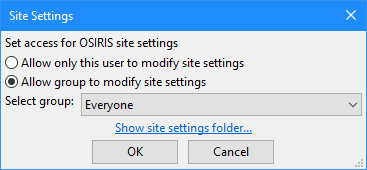 Site Settings
Set access for OSIRIS site settings
Allow only this user to modify site settings
Allow group to modify site settings
Select group: Everyone
Show site settings folder...
OK Cancel